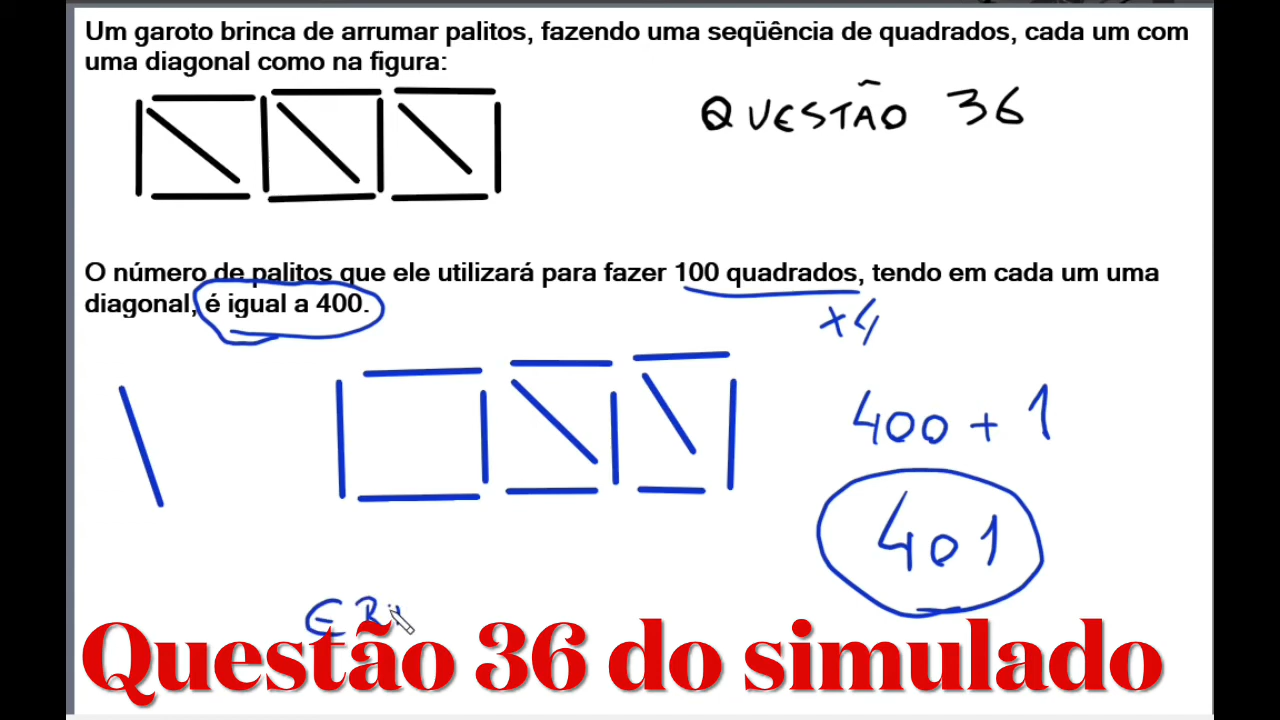 Um garoto brinca de arrumar palitos, fazendo uma seqüência de quadrados, cada um com
uma diagonal como na figura:
QUESTÃO 36
O número de palitos que ele utilizará para fazer 100 quadrados, tendo em cada um uma
diagonal, é igual a 400.
×4
400 + 1
401
Questão 36 do simulado